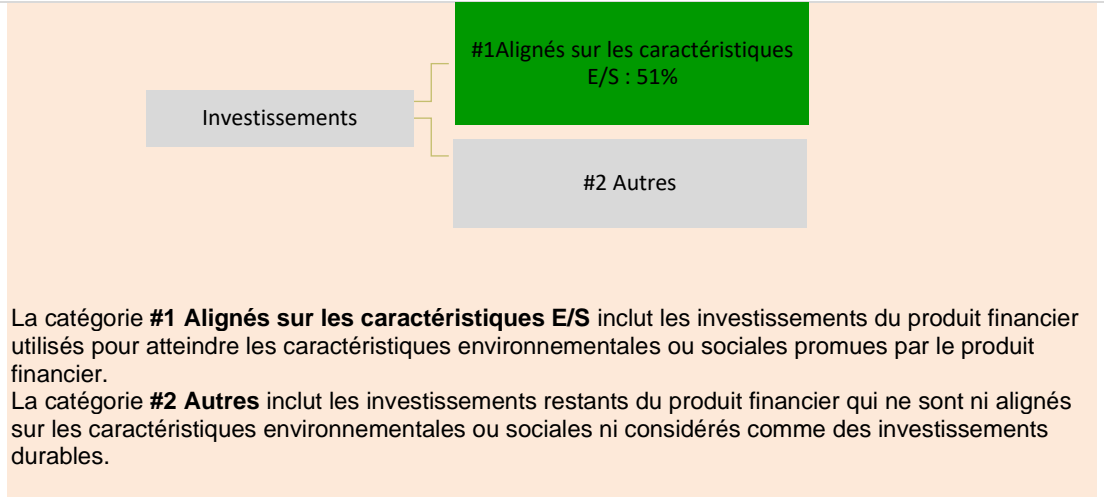 #1Alignés sur les caractéristiques
E/S : 51%
Investissements
#2 Autres
La catégorie #1 Alignés sur les caractéristiques E/S inclut les investissements du produit financier
utilisés pour atteindre les caractéristiques environnementales ou sociales promues par le produit
financier.
La catégorie #2 Autres inclut les investissements restants du produit financier qui ne sont ni alignés
sur les caractéristiques environnementales ou sociales ni considérés comme des investissements
durables.